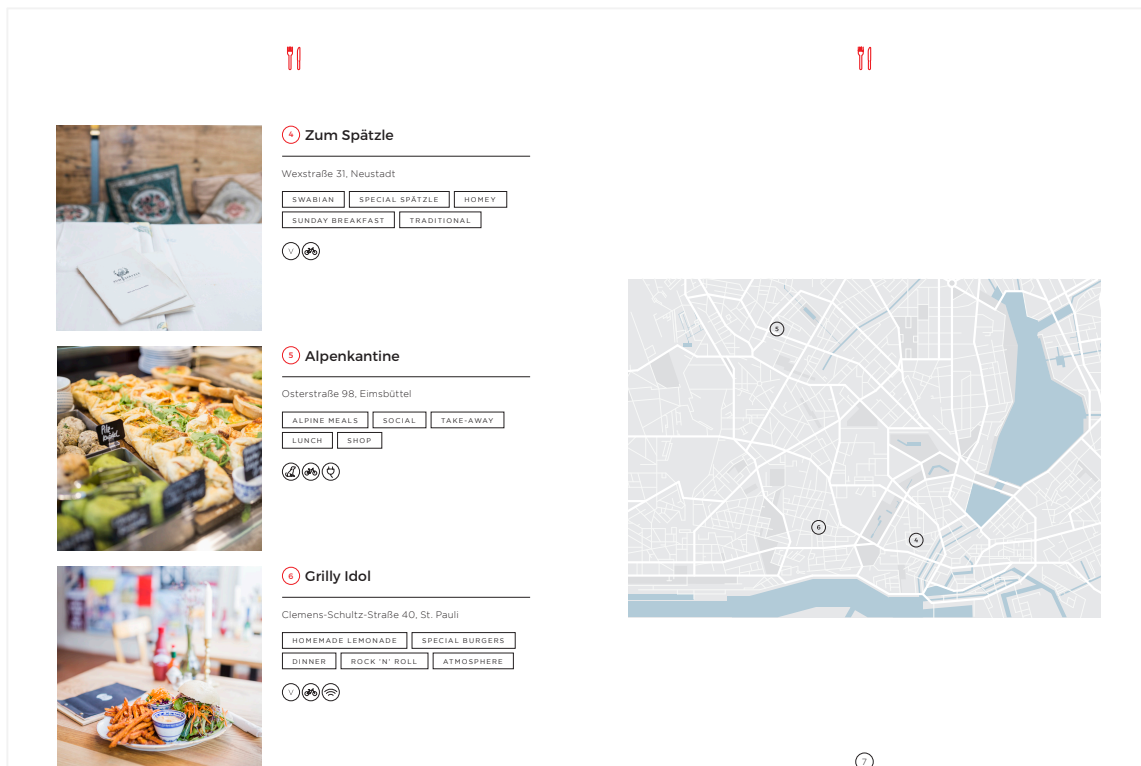 4 Zum Spätzle
Wexstraße 31, Neustadt
SWABIAN SPECIAL SPÄTZLE HOMEY
SUNDAY BREAKFAST TRADITIONAL
V
5 Alpenkantine
Osterstraße 98, Eimsbüttel
ALPINE MEALS SOCIAL TAKE-AWAY
LUNCH SHOP
6 Grilly Idol
Clemens-Schultz-Straße 40, St. Pauli
HOMEMADE LEMONADE SPECIAL BURGERS
DINNER ROCK 'N' ROLL ATMOSPHERE
V
5
6
4
7